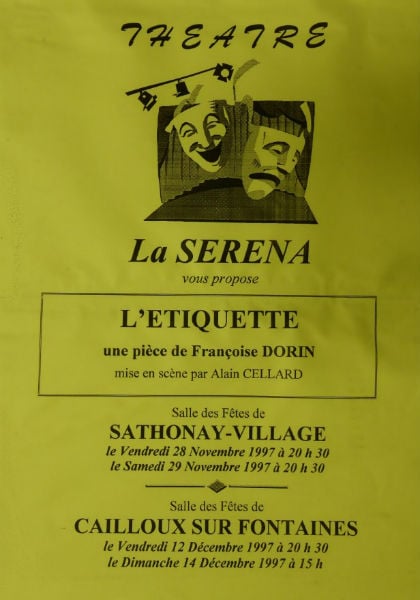 THEATRE
La SERENA
vous propose
L'ETIQUETTE
une pièce de Françoise DORIN
mise en scène par Alain CELLARD
Salle des Fêtes de
SATHONAY-VILLAGE
le Vendredi 28 Novembre 1997 à 20 h 30
le Samedi 29 Novembre 1997 à 20 h 30
Salle des Fêtes de
CAILLOUX SUR FONTAINES
le Vendredi 12 Décembre 1997 à 20 h 30
le Dimanche 14 Décembre 1997 à 15 h